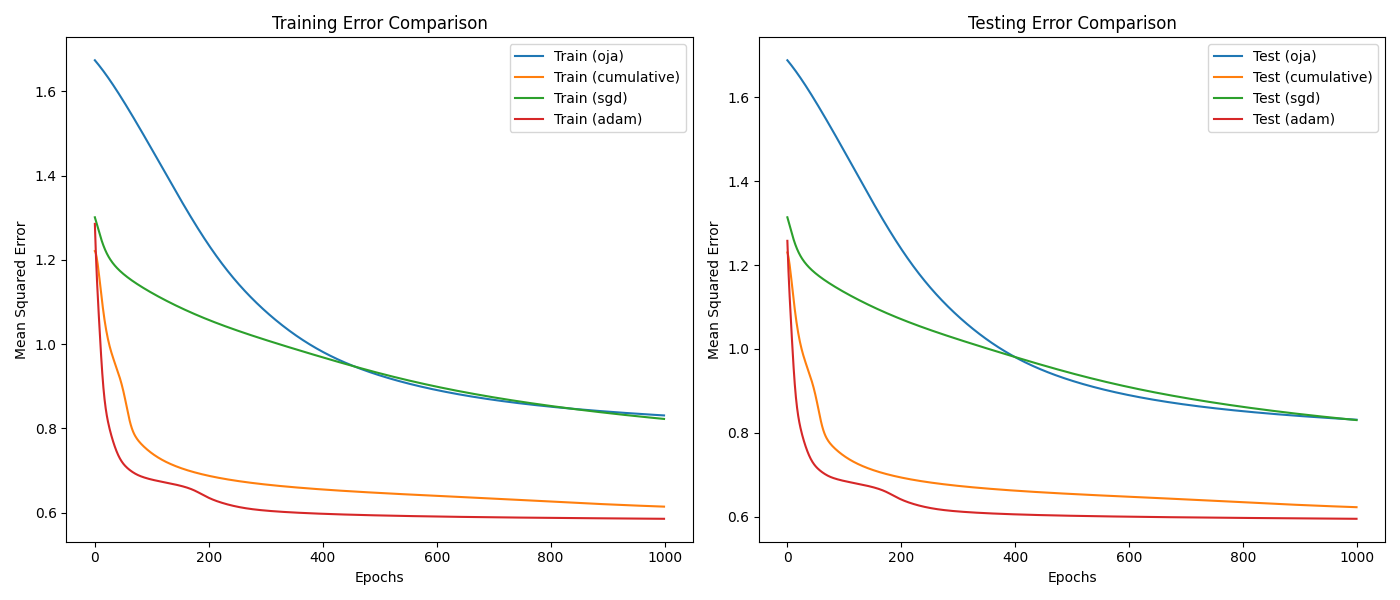 Training Error Comparison
Mean Squared Error
1.6
1.4
1.2
1.0
0.8
0.6
Train (oja)
Train (cumulative)
Train (sgd)
Train (adam)
0 200 400 600 800 1000
Epochs
Testing Error Comparison
Mean Squared Error
1.6
1.4
1.2
1.0
0.8
0.6
Test (oja)
Test (cumulative)
Test (sgd)
Test (adam)
0 200 400 600 800 1000
Epochs